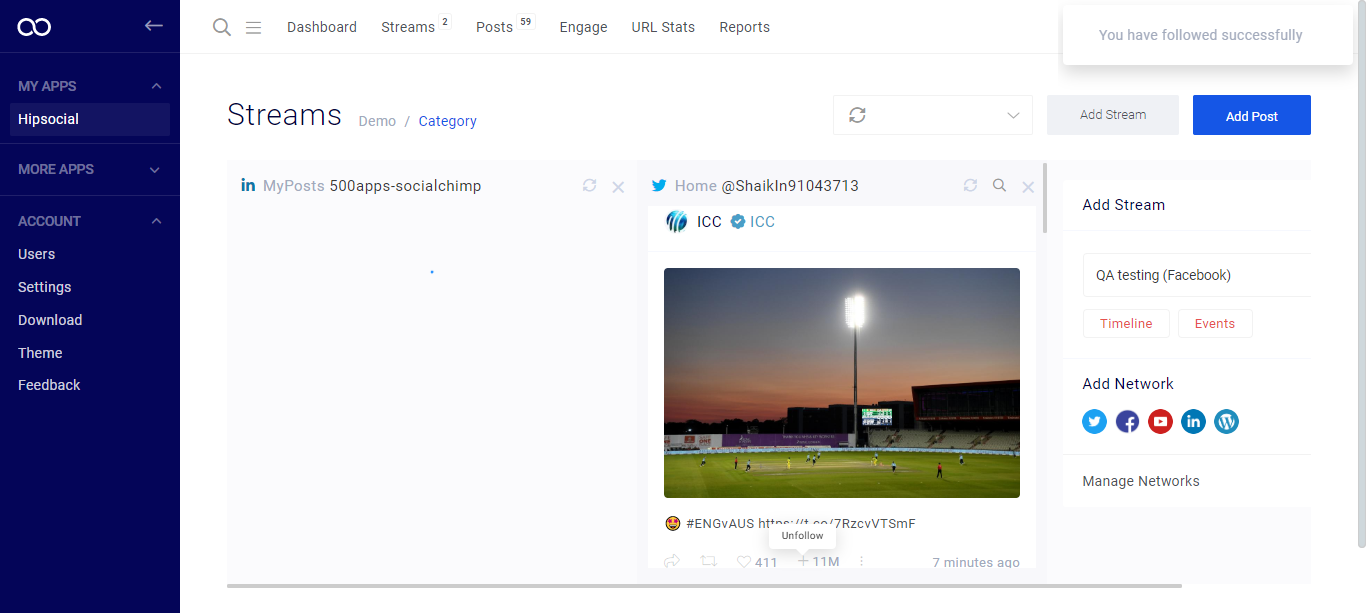 Dashboard
Streams 2
Posts 59
Engage
URL Stats
Reports
You have followed successfully
MY APPS
Hipsocial
MORE APPS
ACCOUNT
Users
Settings
Download
Theme
Feedback
Streams Demo / Category
Add Stream
Add Post
in MyPosts 500apps-socialchimp
Home @ShaikIn91043713
ICC ICC
#ENGvAUS https://t.co/7RzcvVTSmF
Unfollow
411
11M
7 minutes ago
Add Stream
QA testing (Facebook)
Timeline
Events
Add Network
Manage Networks